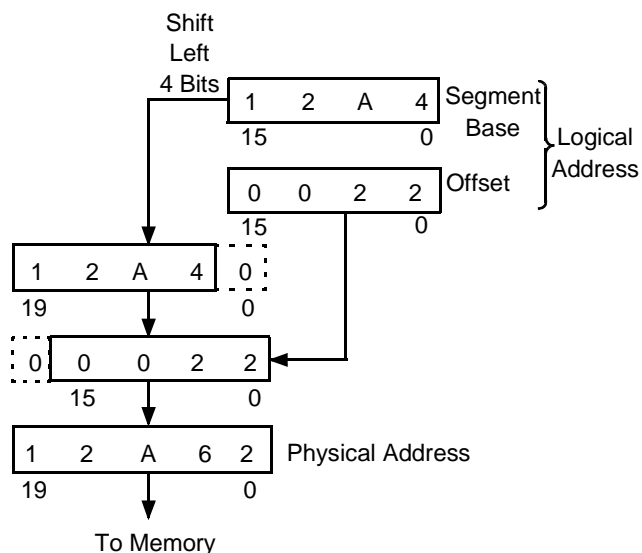 Shift
Left
4 Bits
1 2 A 4
Segment
Base
15 0
Logical
Address
0 0 2 2
Offset
15 0
1 2 A 4 0
19 0
0 0 0 2 2
15 0
1 2 A 6 2
Physical Address
19 0
To Memory